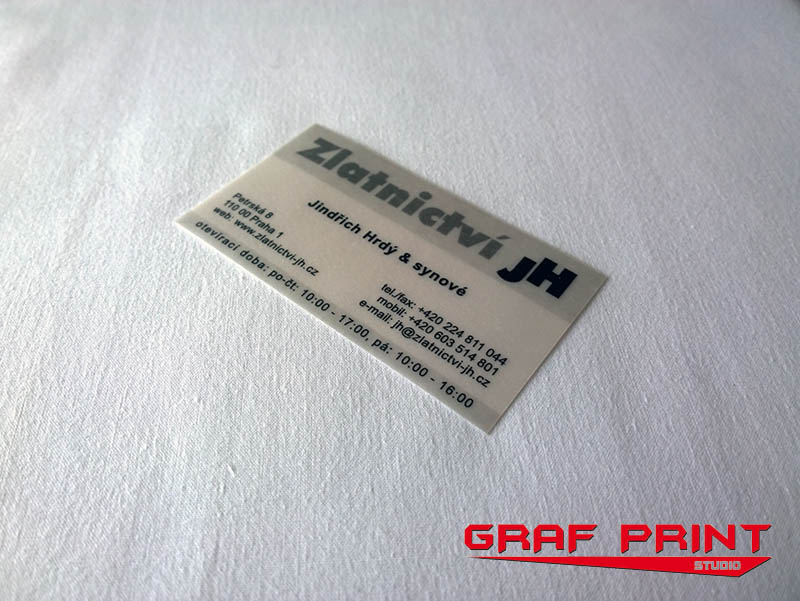 Zlatnictví JH
Jindřich Hrdý & synové
Petrská 8
110 00 Praha 1
web: www.zlatnictvi-jh.cz
tel./fax: +420 224 811 044
mobil: +420 603 514 801
e-mail: jh@zlatnictvi-jh.cz
otevírací doba: po-čt: 10:00 - 17:00, pá: 10:00 - 16:00
GRAF PRINT
STUDIO